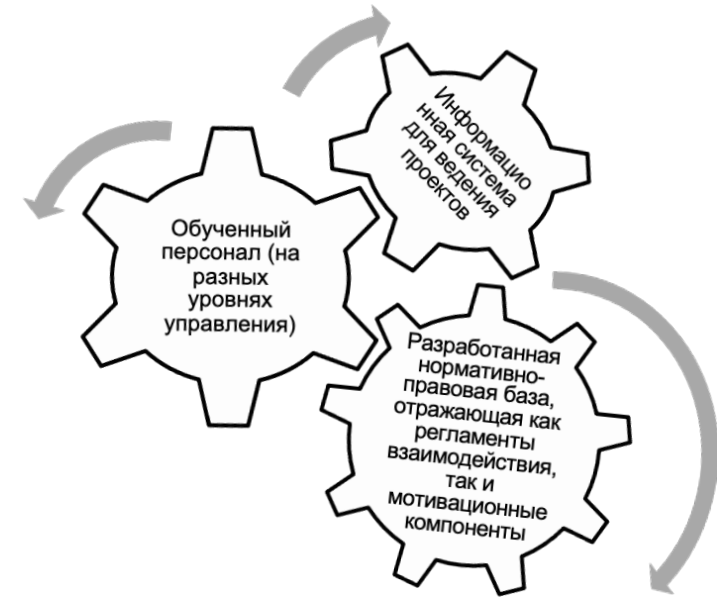 Информацио
нная система
для ведения
проектов
Обученный
персонал (на
разных
уровнях
управления)
Разработанная
нормативно-
правовая база,
отражающая как
регламенты
взаимодействия,
так и
мотивационные
компоненты